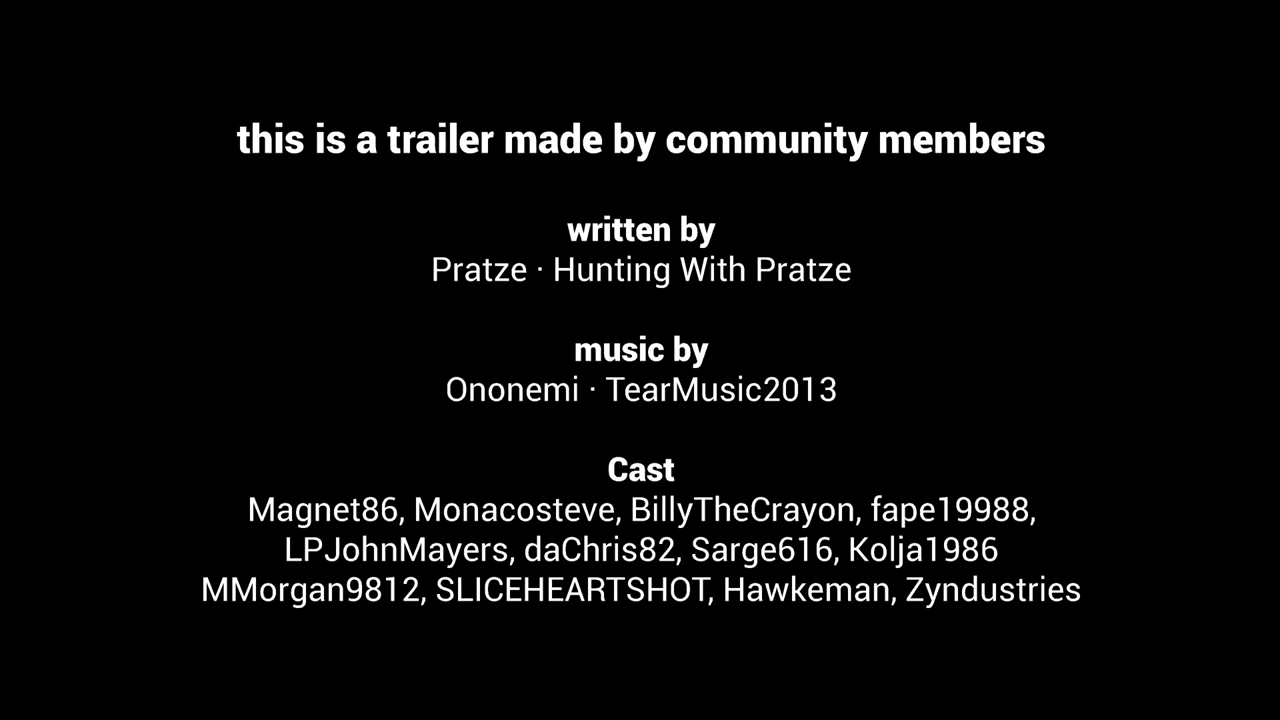 this is a trailer made by community members
written by
Pratze · Hunting With Pratze
music by
Ononemi · TearMusic2013
Cast
Magnet86, Monacosteve, BillyTheCrayon, fape19988,
LPJohnMayers, daChris82, Sarge616, Kolja1986
MMorgan9812, SLICEHEARTSHOT, Hawkeman, Zyndustries